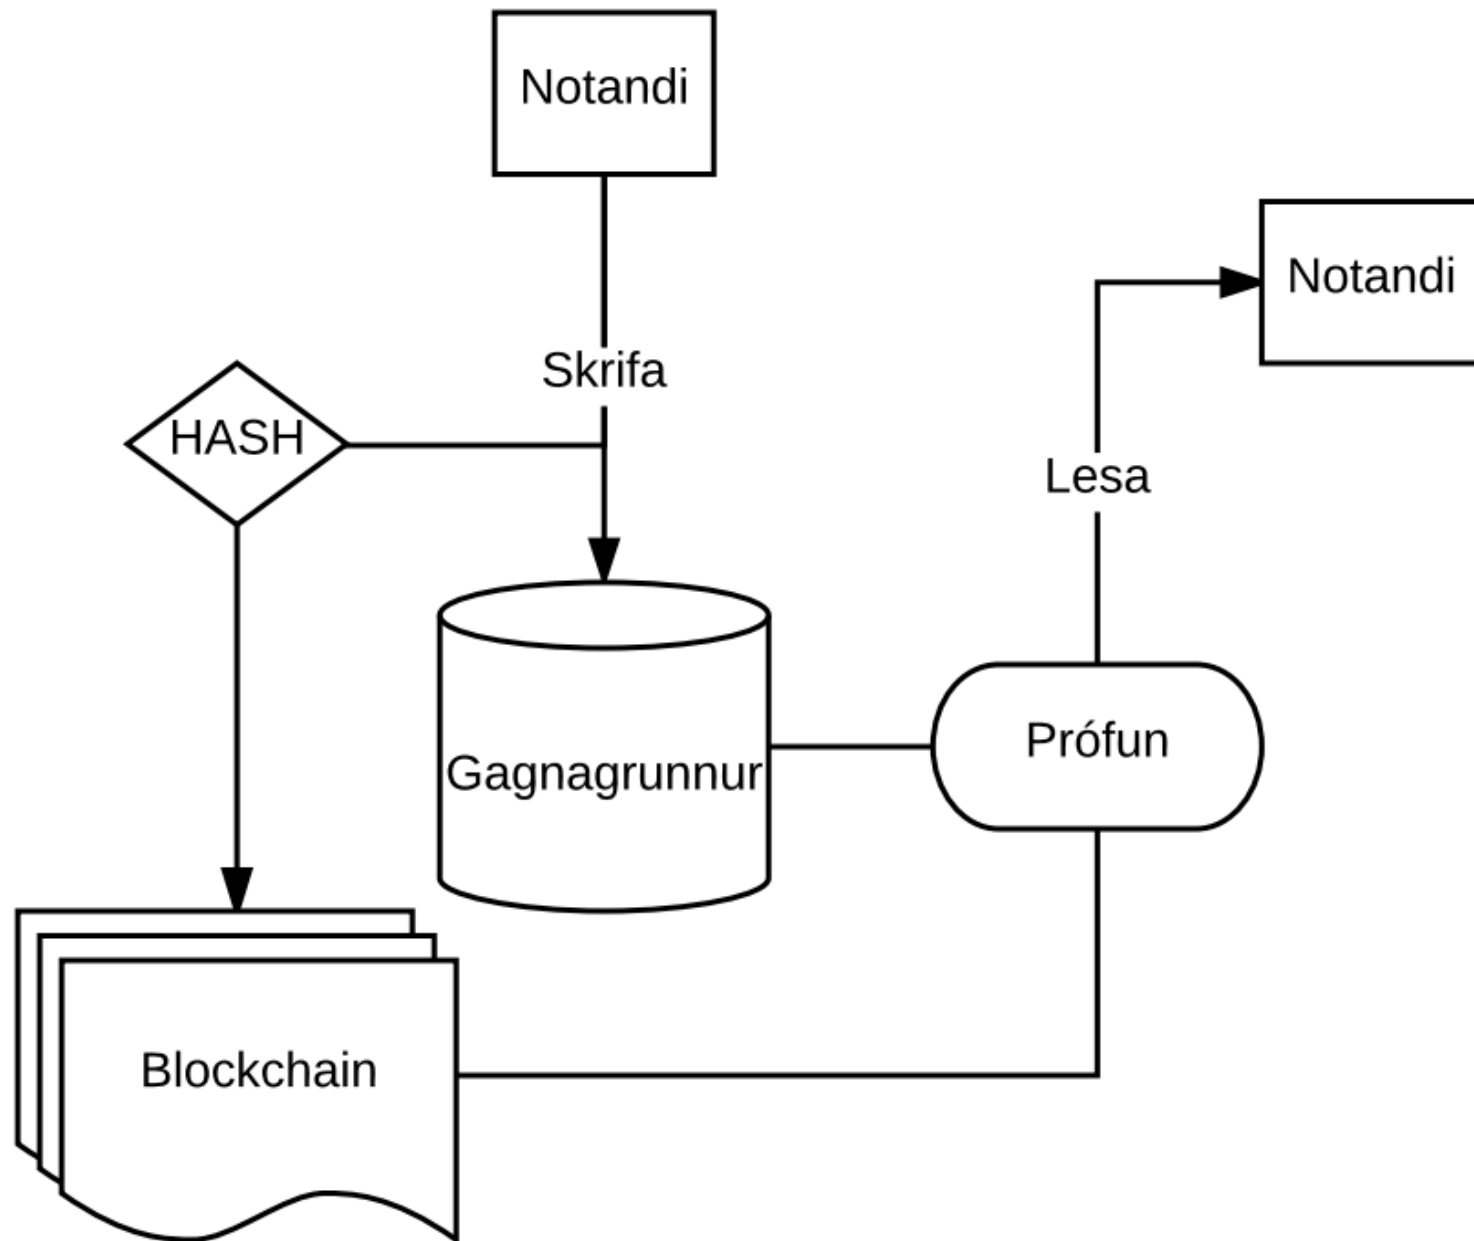 Notandi
Notandi
Skrifa
HASH
Lesa
Prófun
Gagnagrunnur
Blockchain